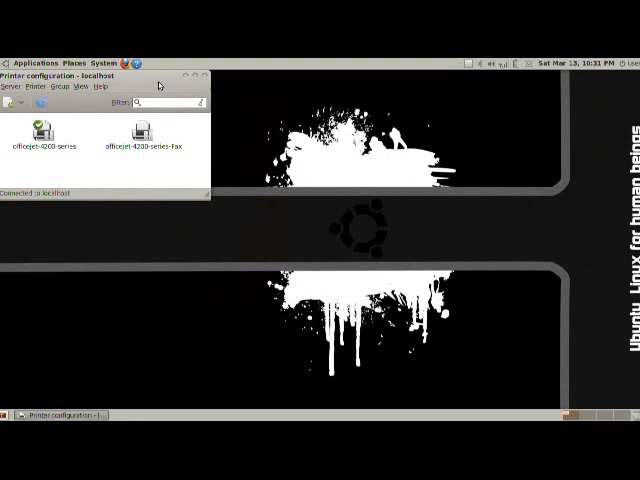 Applications Places System
Sat Mar 13, 10:31 PM
Printer configuration - localhost
Server Printer Group View Help
Filter:
officejet-4200-series
officejet-4200-series-Fax
Connected to localhost
Ubuntu, Linux for human beings
Printer configuration - l...